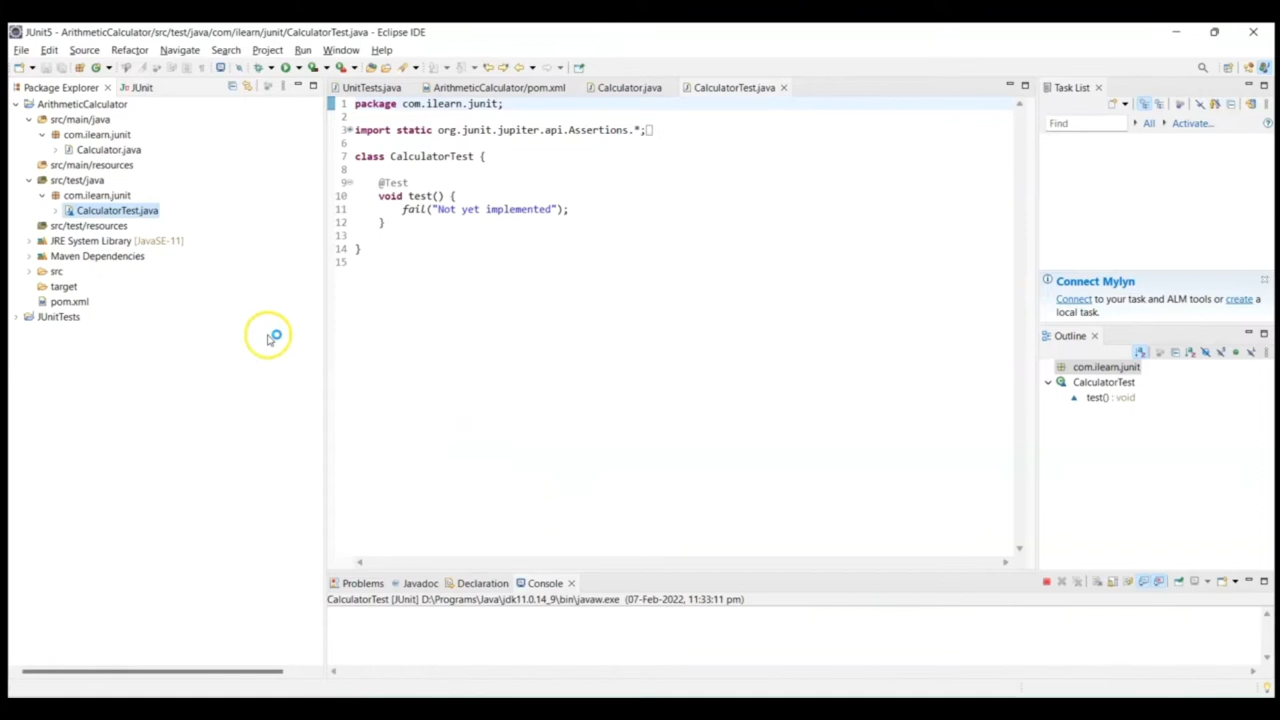 JUnit5 - ArithmeticCalculator/src/test/java/com/ilearn/junit/CalculatorTest.java - Eclipse IDE
File Edit Source Refactor Navigate Search Project Run Window Help
Package Explorer JUnit
ArithmeticCalculator
src/main/java
com.ilearn.junit
Calculator.java
src/main/resources
src/test/java
com.ilearn.junit
CalculatorTest.java
src/test/resources
JRE System Library [JavaSE-11]
Maven Dependencies
src
target
pom.xml
JUnitTests
UnitTests.java ArithmeticCalculator/pom.xml Calculator.java CalculatorTest.java
1 package com.ilearn.junit;
2
3 import static org.junit.jupiter.api.Assertions.*;
6
7 class CalculatorTest {
8
9 @Test
10 void test() {
11 fail("Not yet implemented");
12 }
13
14 }
15
Problems Javadoc Declaration Console
CalculatorTest [JUnit] D:\Programs\Java\jdk11.0.14_9\bin\javaw.exe (07-Feb-2022, 11:33:11 pm)
Task List
Find All Activate...
Connect Mylyn
Connect to your task and ALM tools or create a
local task.
Outline
com.ilearn.junit
CalculatorTest
test() : void